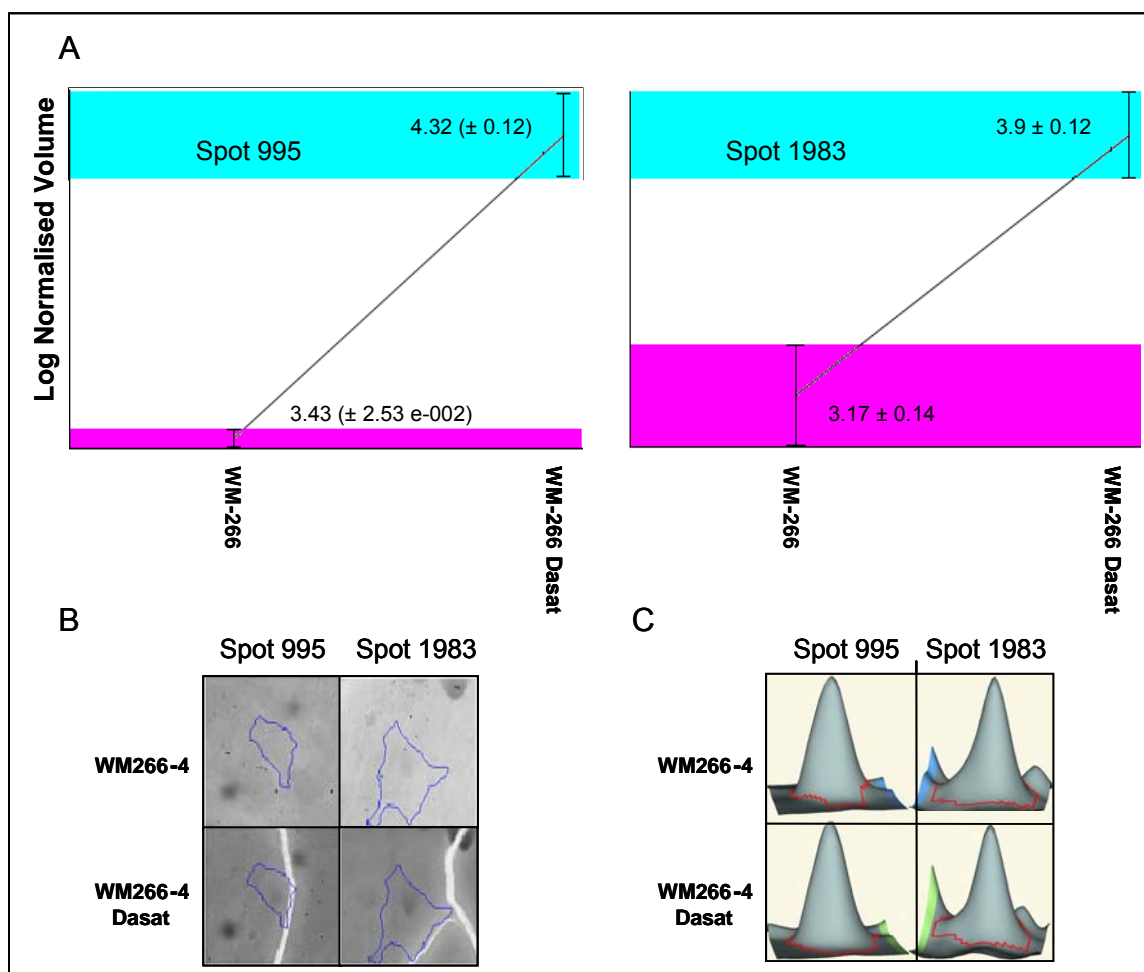 A
Log Normalised Volume
Spot 995
4.32 (± 0.12)
3.43 (± 2.53 e-002)
WM-266
WM-266 Dasat
Spot 1983
3.9 ± 0.12
3.17 ± 0.14
WM-266
WM-266 Dasat
B
Spot 995 Spot 1983
WM266-4
WM266-4
Dasat
C
Spot 995 Spot 1983
WM266-4
WM266-4
Dasat